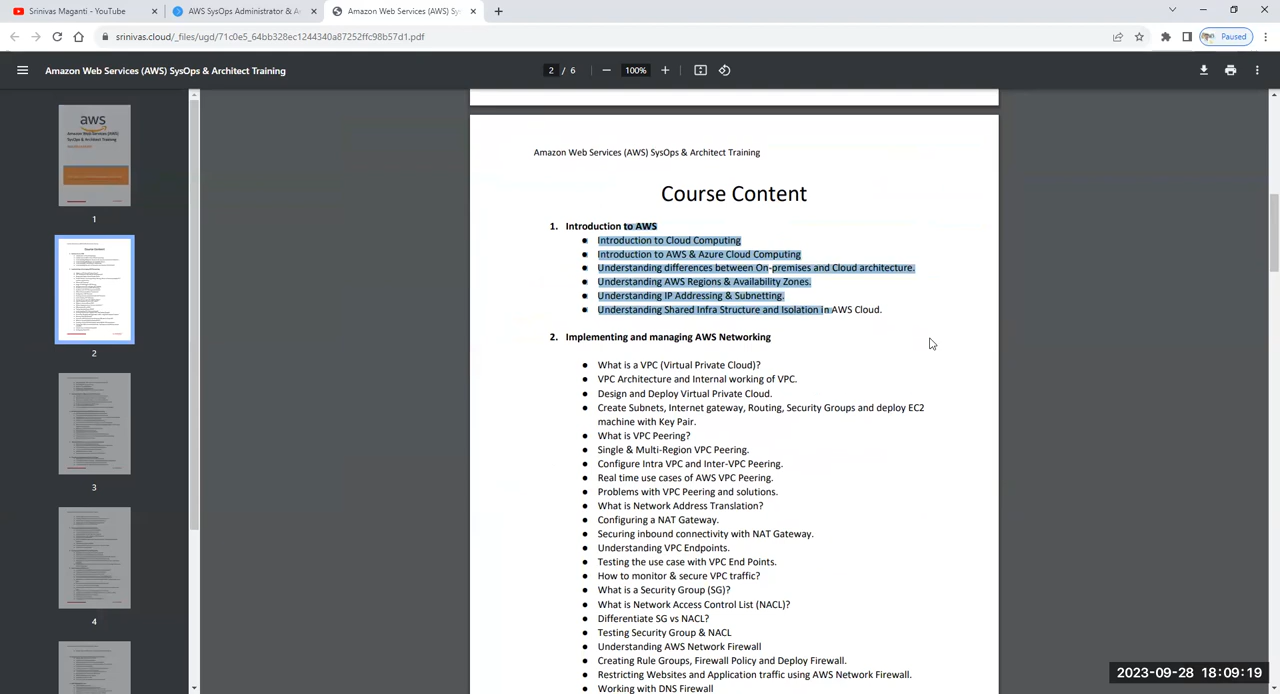 Srinivas Maganti - YouTube
AWS SysOps Administrator & A
Amazon Web Services (AWS) Sy
srinivas.cloud/_files/ugd/71c0e5_64bb328ec1244340a87252ffc98b57d1.pdf
Paused
Amazon Web Services (AWS) SysOps & Architect Training
2 / 6
100%
1
2
3
4
Amazon Web Services (AWS) SysOps & Architect Training
Course Content
1. Introduction to AWS
● Introduction to Cloud Computing
● Introduction to AWS & Azure Cloud Computing
● Understanding differences between On-premises and Cloud architecture.
● Understanding AWS Regions & Availability Zones.
● Understanding IP Addressing & Subnetting.
● Understanding Shared Infra Structure and Isolation in AWS Cloud.
2. Implementing and managing AWS Networking
● What is a VPC (Virtual Private Cloud)?
● VPC Architecture and Internal working of VPC.
● Design and Deploy Virtual Private Cloud.
● Create Subnets, Internet gateway, Routing, Security Groups and deploy EC2
machine with Key Pair.
● What is VPC Peering?
● Single & Multi-Region VPC Peering.
● Configure Intra VPC and Inter-VPC Peering.
● Real time use cases of AWS VPC Peering.
● Problems with VPC Peering and solutions.
● What is Network Address Translation?
● Configuring a NAT Gateway.
● Securing inbound connectivity with NAT Gateway.
● Understanding VPC Endpoints.
● Testing the use case with VPC End Points.
● How to monitor & secure VPC traffic?
● What is a Security Group (SG)?
● What is Network Access Control List (NACL)?
● Differentiate SG vs NACL?
● Testing Security Group & NACL
● Understanding AWS Network Firewall
● Creating Rule Groups, Firewall Policy and Deploy Firewall.
● Restricting Websites and Application traffic using AWS Network Firewall.
● Working with DNS Firewall
2023-09-28 18:09:19